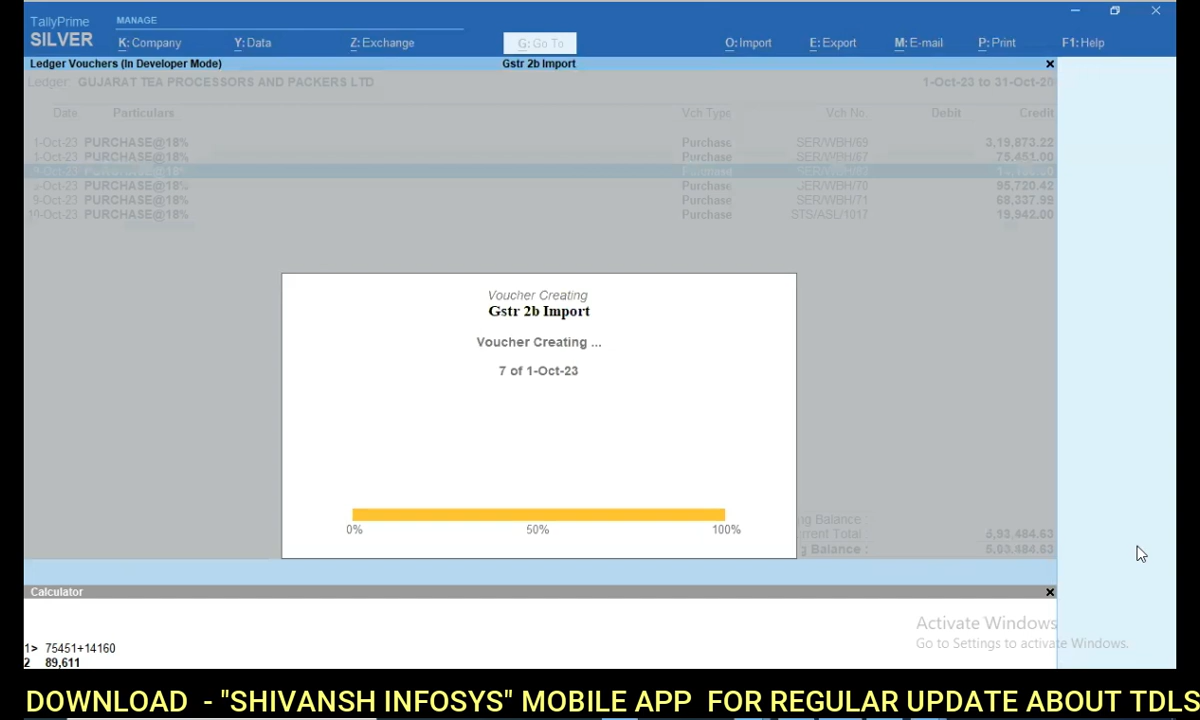 TallyPrime MANAGE
SILVER K: Company Y: Data Z: Exchange G: Go To O: Import E: Export M: E-mail P: Print F1: Help
Ledger Vouchers (In Developer Mode) Gstr 2b Import
Ledger: GUJARAT TEA PROCESSORS AND PACKERS LTD 1-Oct-23 to 31-Oct-20
Date Particulars Vch Type Vch No. Debit Credit
1-Oct-23 PURCHASE@18% Purchase SER/WBH/69 3,19,873.22
PURCHASE@18% Purchase SER/WBH/67 75,451.00
Purchase
PURCHASE@18% Purchase JER/WBH/70 95,720.42
9-Oct-23 PURCHASE@18% Purchase SER/WBH/71 68,337.99
10-Oct-23 PURCHASE@18% Purchase STS/ASL/1017 19,942.00
Voucher Creating
Gstr 2b Import
Voucher Creating ...
7 of 1-Oct-23
0% 50% 100%
ng Balance :
rrent Total : 5,93,484.63
g Balance : 5,93,484.63
Calculator
1> 75451+14160
2 89,611
Activate Windows
Go to Settings to activate Windows.
DOWNLOAD - "SHIVANSH INFOSYS" MOBILE APP FOR REGULAR UPDATE ABOUT TDLS